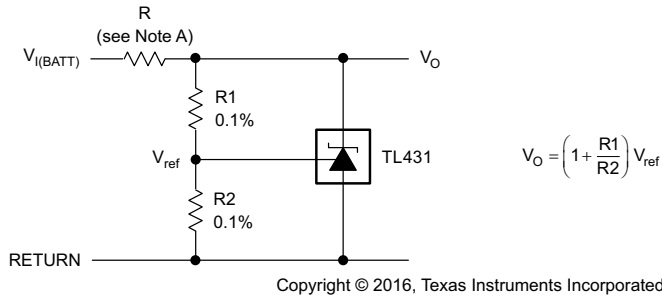 R
(see Note A)
V_I(BATT)
V_O
R1
0.1%
V_ref
TL431
V_O = (1 + R1/R2) V_ref
R2
0.1%
RETURN
Copyright © 2016, Texas Instruments Incorporated